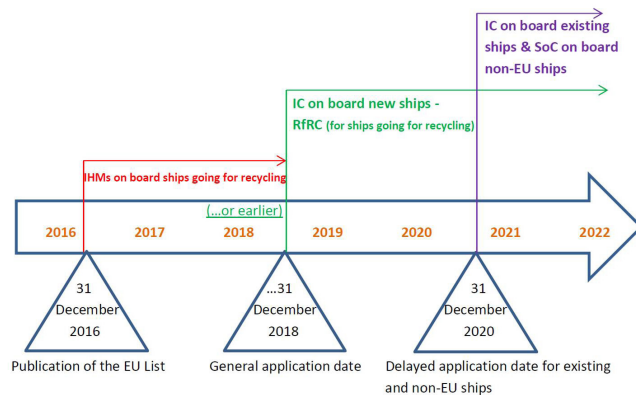 IC on board existing
ships & SoC on board
non-EU ships
IC on board new ships -
RfRC (for ships going for recycling)
IHMs on board ships going for recycling
(...or earlier)
2016 2017 2018 2019 2020 2021 2022
31
December
2016
...31
December
2018
31
December
2020
Publication of the EU List
General application date
Delayed application date for existing
and non-EU ships